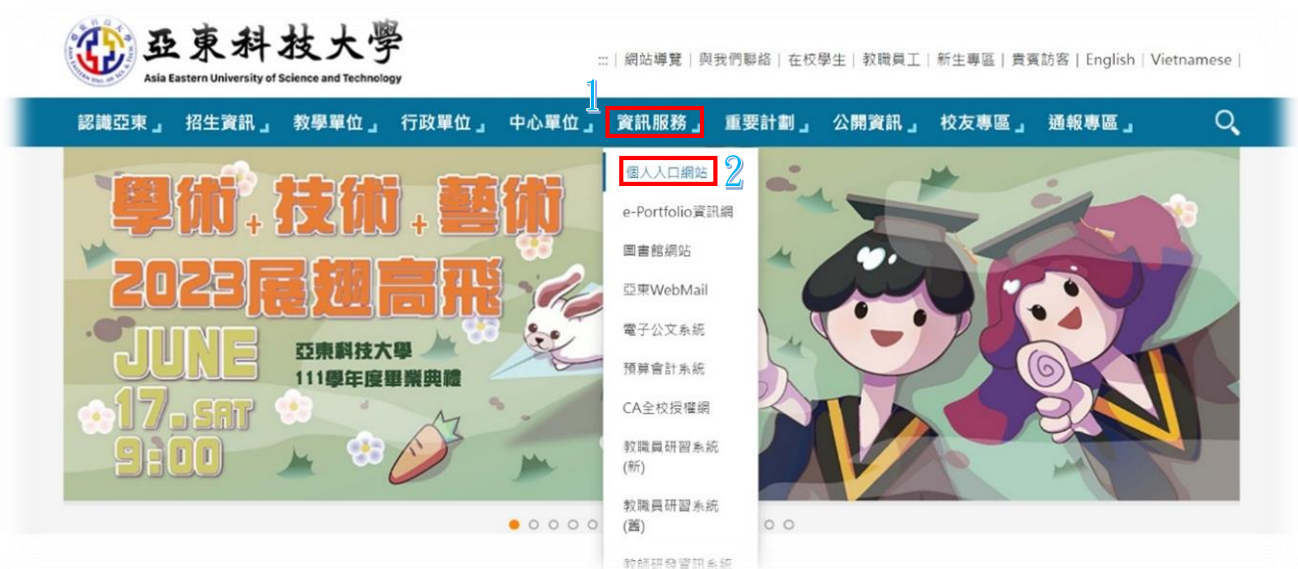 亞東科技大學
Asia Eastern University of Science and Technology
::: | 網站導覽 | 與我們聯絡 | 在校學生 | 教職員工 | 新生專區 | 貴賓訪客 | English | Vietnamese |
1
認識亞東 招生資訊 教學單位 行政單位 中心單位 資訊服務 重要計劃 公開資訊 校友專區 通報專區
個人入口網站 2
e-Portfolio資訊網
圖書館網站
亞東WebMail
電子公文系統
預算會計系統
CA全校授權網
教職員研習系統
(新)
教職員研習系統
(舊)
教師研發資訊系統
學術+技術+藝術
2023展翅高飛
JUNE
17.SAT
9:00
亞東科技大學
111學年度畢業典禮